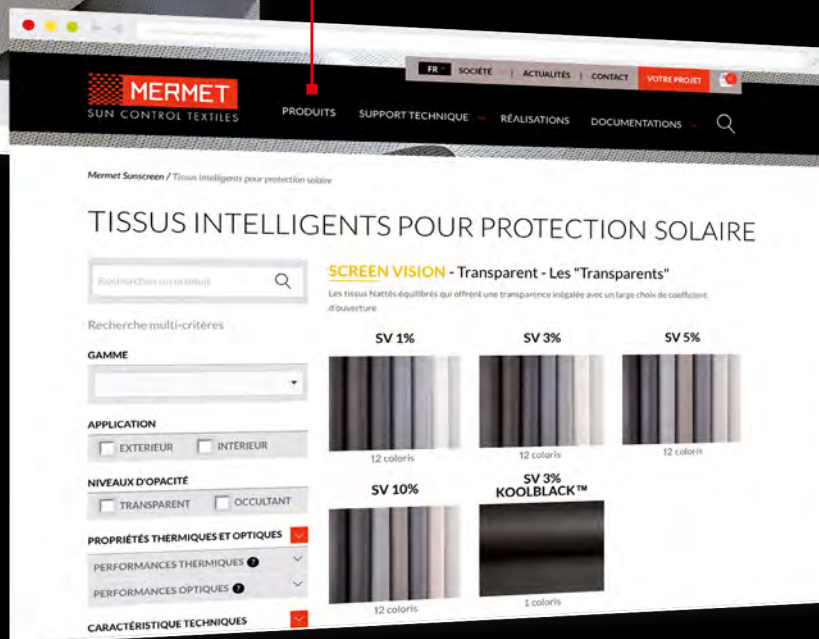 FR
SOCIÉTÉ | ACTUALITÉS | CONTACT
VOTRE PROJET
MERMET
SUN CONTROL TEXTILES
PRODUITS
SUPPORT TECHNIQUE
RÉALISATIONS
DOCUMENTATIONS
Mermet Sunscreen / Tissus intelligents pour protection solaire
TISSUS INTELLIGENTS POUR PROTECTION SOLAIRE
Recherche multi-critères
GAMME
APPLICATION
EXTERIEUR
INTÉRIEUR
NIVEAUX D'OPACITÉ
TRANSPARENT
OCCULTANT
PROPRIÉTÉS THERMIQUES ET OPTIQUES
PERFORMANCES THERMIQUES ?
PERFORMANCES OPTIQUES ?
CARACTÉRISTIQUE TECHNIQUES
SCREEN VISION - Transparent - Les "Transparents"
Les tissus Nattés équilibrés qui offrent une transparence inégalée avec un large choix de coefficient
d'ouverture
SV 1%
SV 3%
SV 5%
12 coloris
12 coloris
12 coloris
SV 10%
SV 3%
KOOLBLACK™
12 coloris
1 coloris